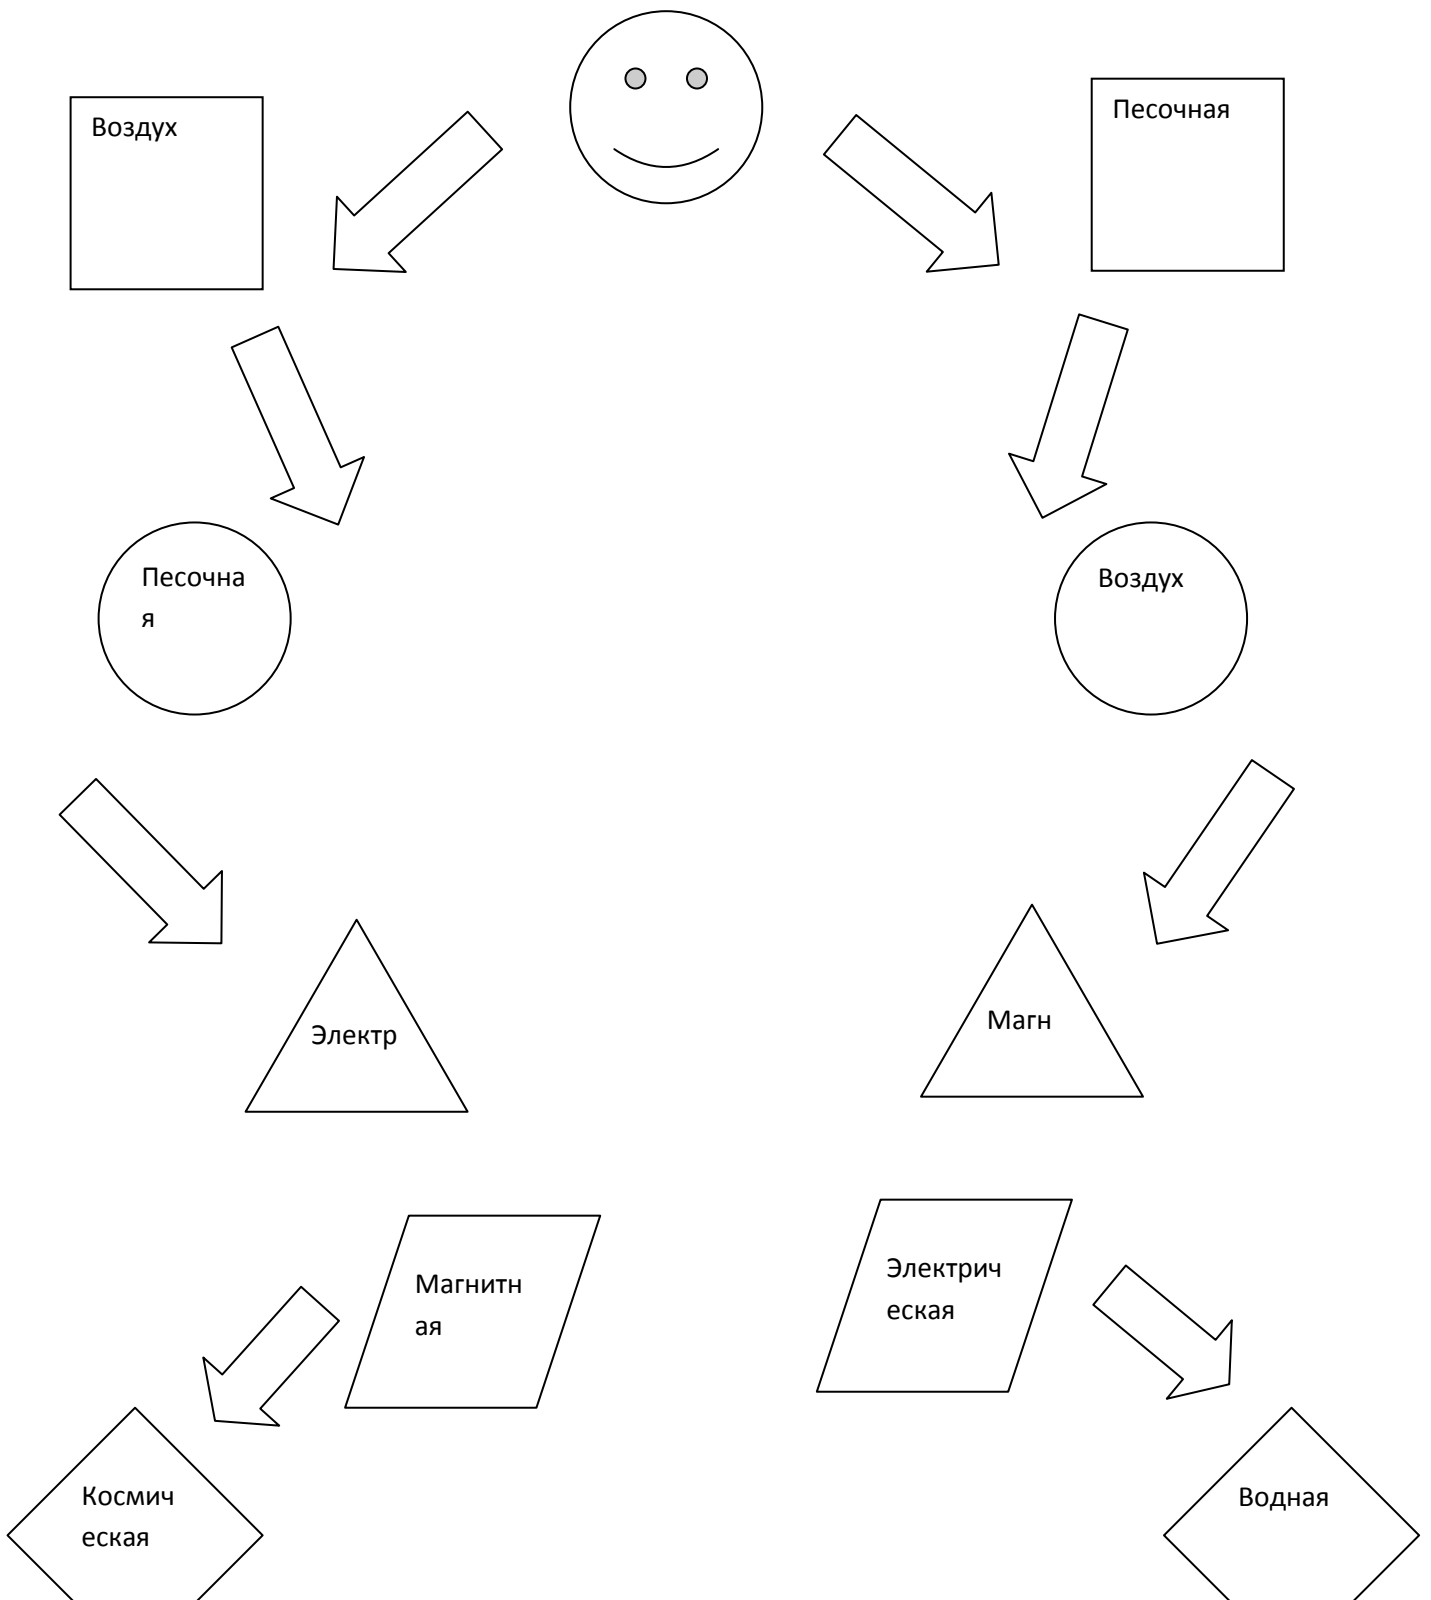 Воздух
Песочная
Песочна
я
Воздух
Электр
Магн
Магнитн
ая
Электрич
еская
Космич
еская
Водная